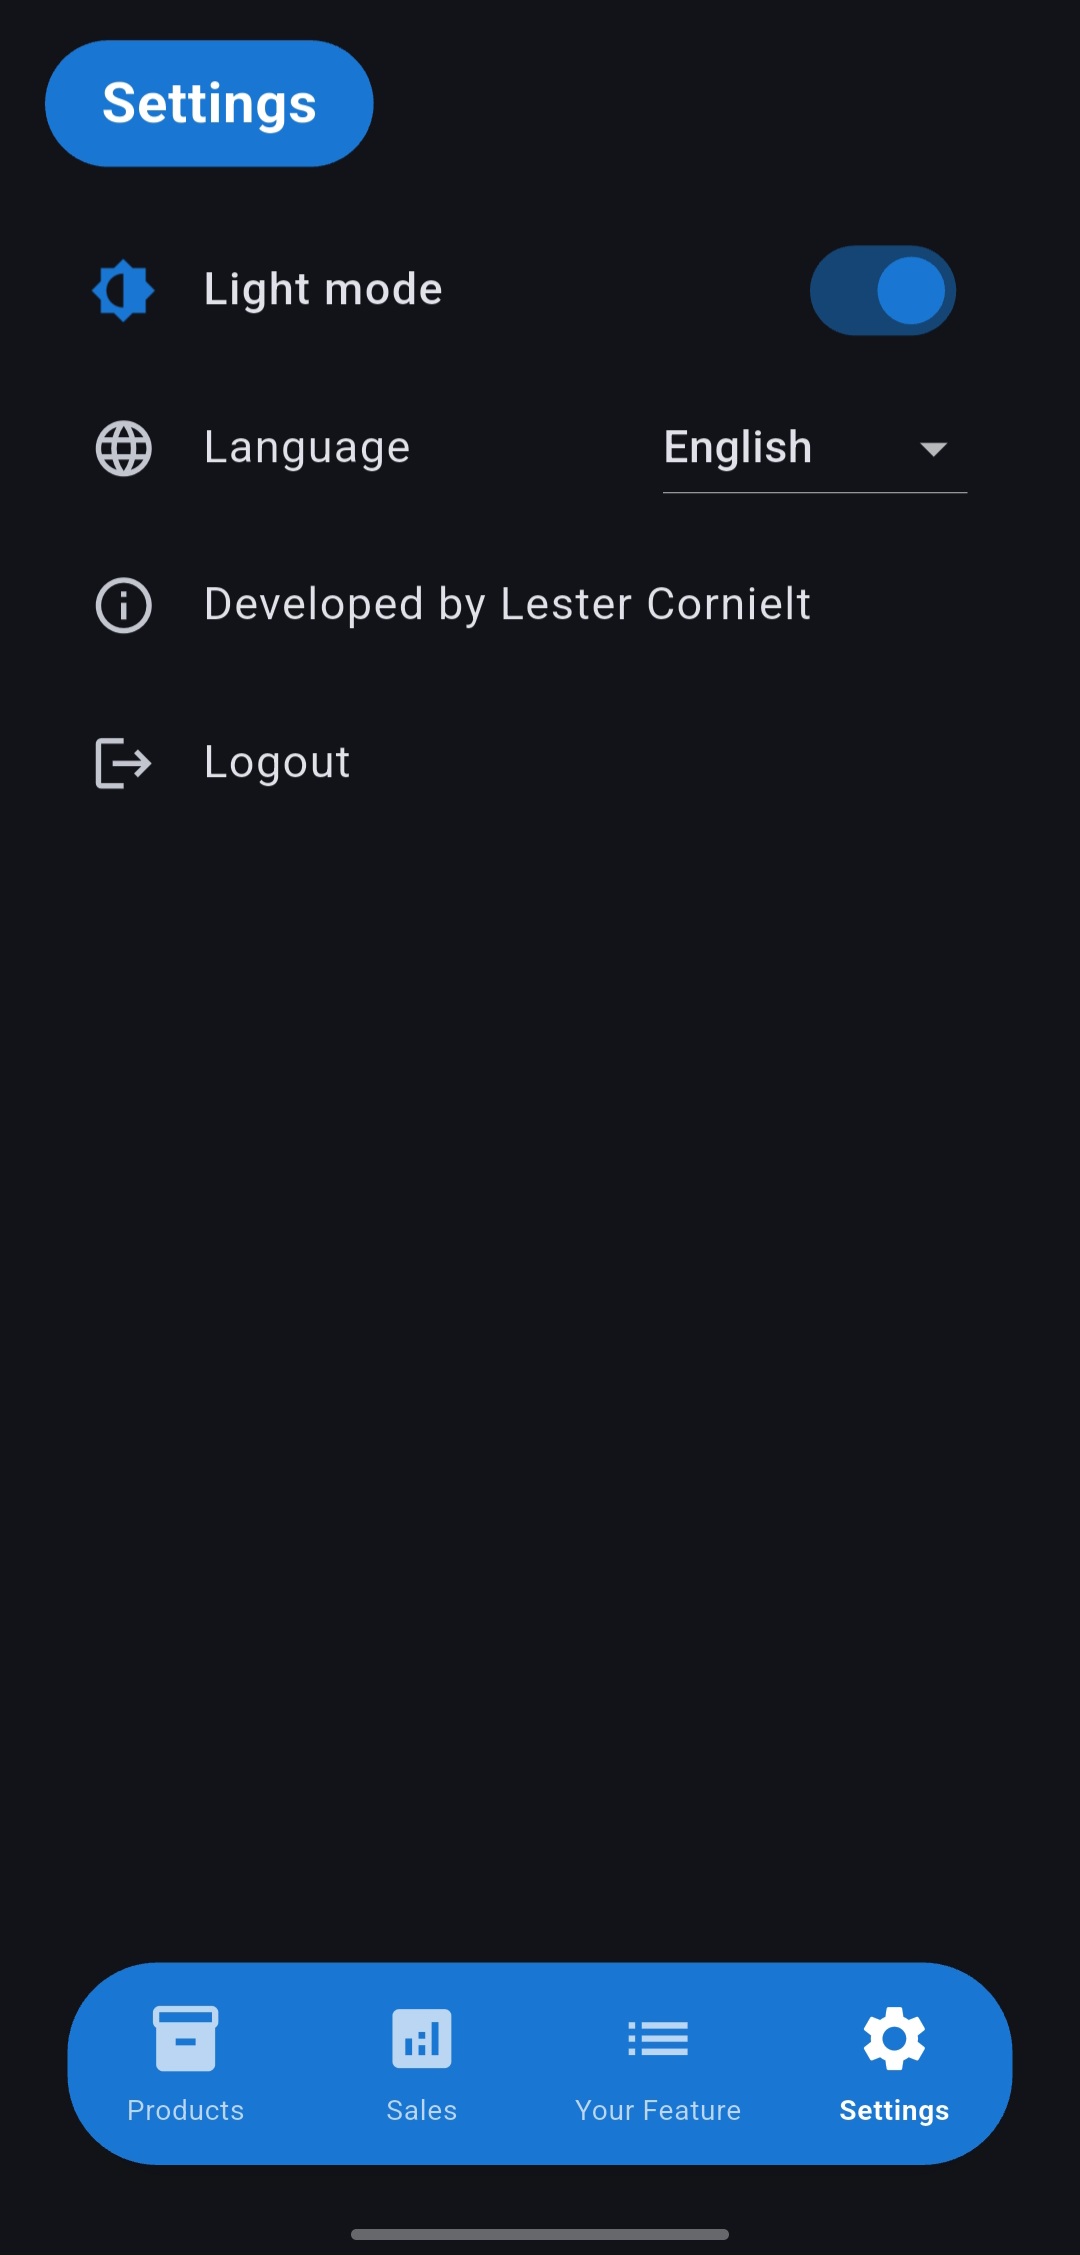 Settings
Light mode
Language
English
Developed by Lester Cornielt
Logout
Products
Sales
Your Feature
Settings